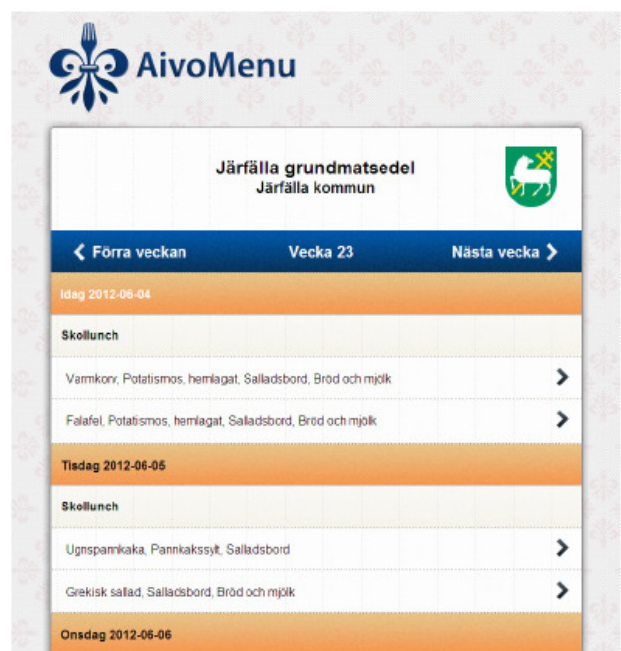 AivoMenu
Järfälla grundmatsedel
Järfälla kommun
Förra veckan Vecka 23 Nästa vecka
Idag 2012-06-04
Skollunch
Varmkorv, Potatismos, hemlagat, Salladsbord, Bröd och mjölk
Falafel, Potatismos, hemlagat, Salladsbord, Bröd och mjölk
Tisdag 2012-06-05
Skollunch
Ugnspannkaka, Pannkakssylt, Salladsbord
Grekisk sallad, Salladsbord, Bröd och mjölk
Onsdag 2012-06-06